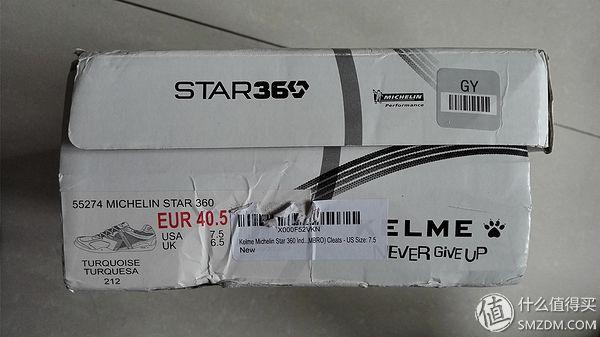 STAR360
MICHELIN
Performance
GY
55274 MICHELIN STAR 360
EUR 40.5
USA 7.5
UK 6.5
TURQUOISE
TURQUESA
212
X000F52VKN
Kelme Michelin Star 360 Ind...MBRO) Cleats - US Size: 7.5
New
ELME
EVER GIVE UP
值 什么值得买
SMZDM.COM